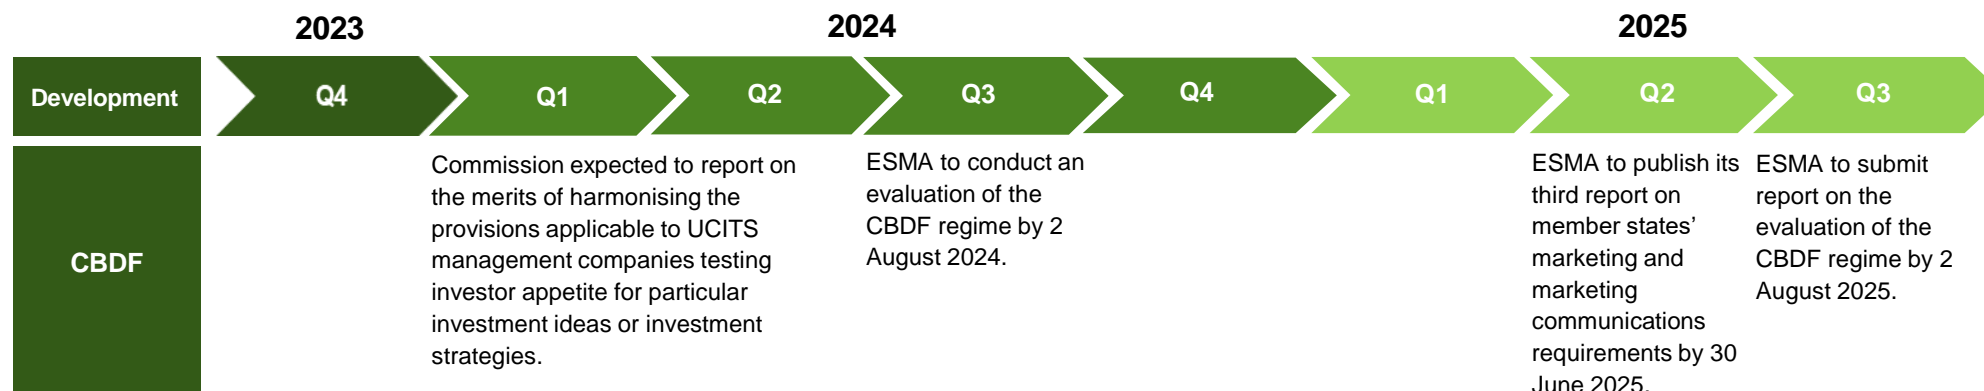 2023
2024
2025
Development
Q4
Q1
Q2
Q3
Q4
Q1
Q2
Q3
CBDF
Commission expected to report on
the merits of harmonising the
provisions applicable to UCITS
management companies testing
investor appetite for particular
investment ideas or investment
strategies.
ESMA to conduct an
evaluation of the
CBDF regime by 2
August 2024.
ESMA to publish its
third report on
member states’
marketing and
marketing
communications
requirements by 30
June 2025.
ESMA to submit
report on the
evaluation of the
CBDF regime by 2
August 2025.